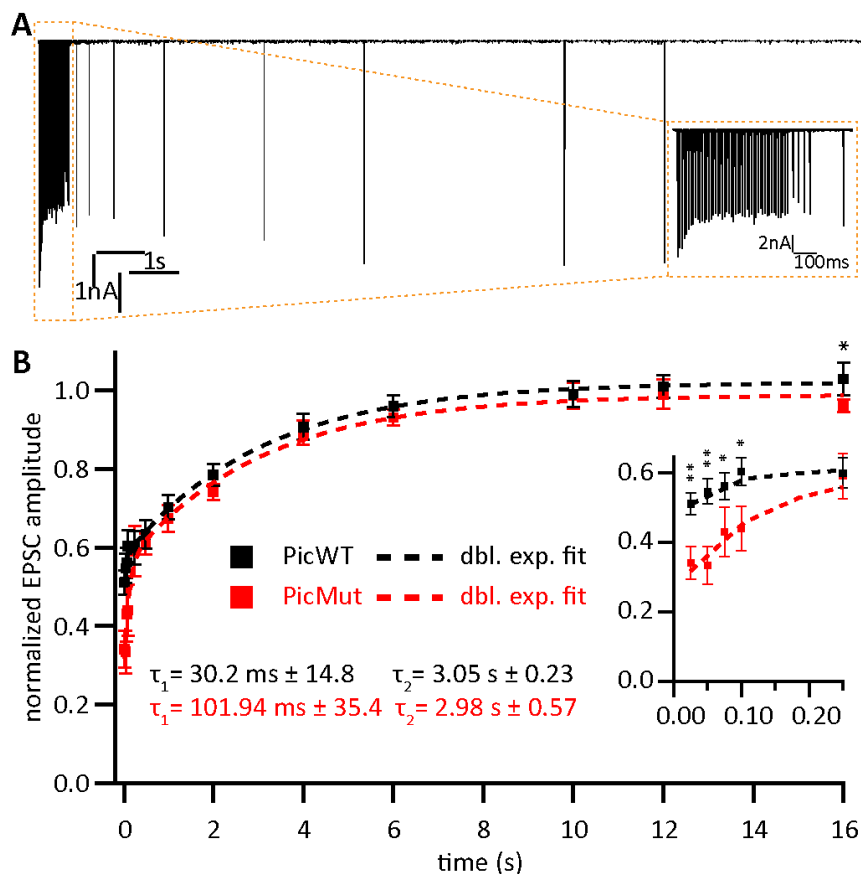 A
1s
1nA
2nA
100ms
B
normalized EPSC amplitude
1.0
0.8
0.6
0.4
0.2
0.0
*
PicWT dbl. exp. fit
PicMut dbl. exp. fit
τ1= 30.2 ms ± 14.8 τ2= 3.05 s ± 0.23
τ1= 101.94 ms ± 35.4 τ2= 2.98 s ± 0.57
** ** * *
0.6
0.4
0.2
0.0
0.00 0.10 0.20
0 2 4 6 8 10 12 14 16
time (s)